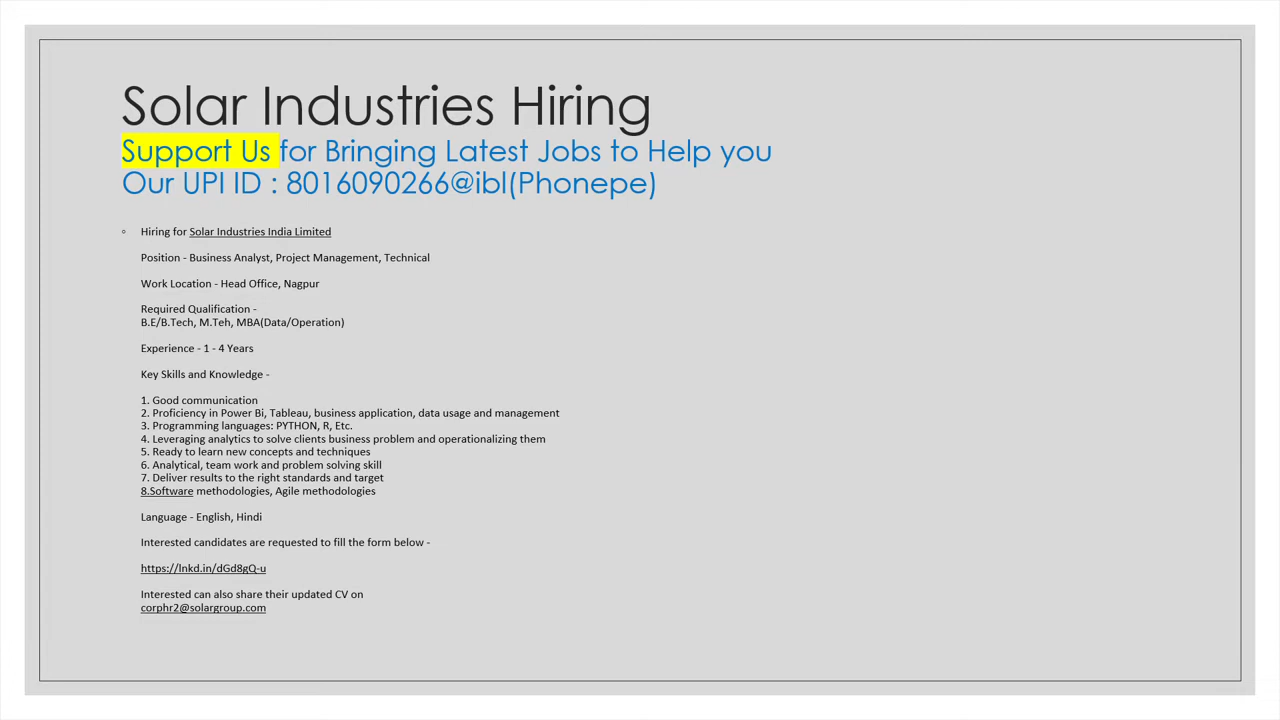 Solar Industries Hiring
Support Us for Bringing Latest Jobs to Help you
Our UPI ID : 8016090266@ibl(Phonepe)
◦ Hiring for Solar Industries India Limited
Position - Business Analyst, Project Management, Technical
Work Location - Head Office, Nagpur
Required Qualification -
B.E/B.Tech, M.Teh, MBA(Data/Operation)
Experience - 1 - 4 Years
Key Skills and Knowledge -
1. Good communication
2. Proficiency in Power Bi, Tableau, business application, data usage and management
3. Programming languages: PYTHON, R, Etc.
4. Leveraging analytics to solve clients business problem and operationalizing them
5. Ready to learn new concepts and techniques
6. Analytical, team work and problem solving skill
7. Deliver results to the right standards and target
8.Software methodologies, Agile methodologies
Language - English, Hindi
Interested candidates are requested to fill the form below -
https://lnkd.in/dGd8gQ-u
Interested can also share their updated CV on
corphr2@solargroup.com